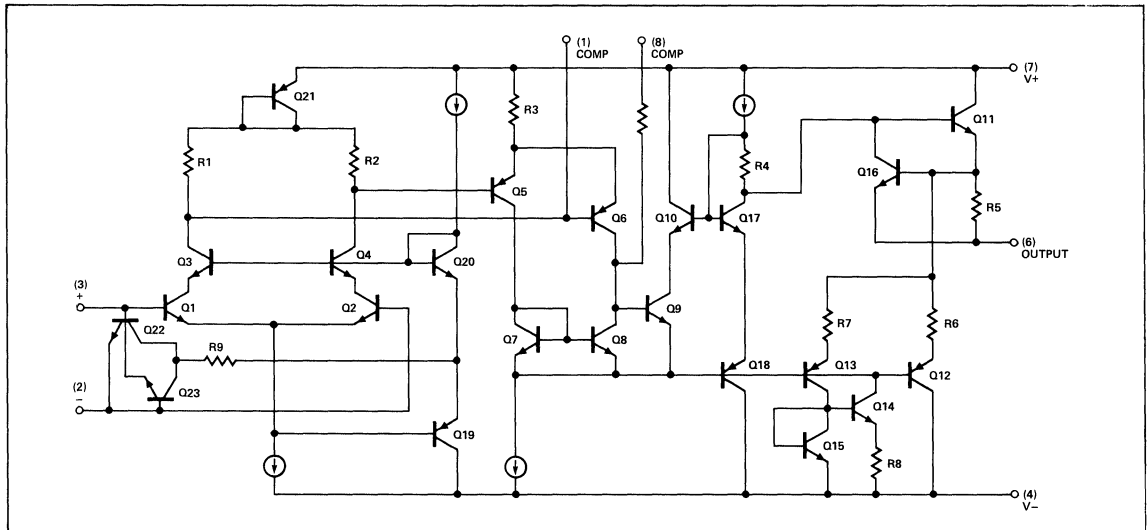 (1)
COMP
(8)
COMP
(7)
V+
Q21
R3
Q11
R1
R2
R4
Q16
Q5
Q6
Q10
Q17
R5
(6)
OUTPUT
Q3
Q4
Q20
(3)
+
Q1
Q2
Q9
Q22
R9
Q7
Q8
R7
R6
Q18
Q13
Q12
(2)
–
Q23
Q14
Q19
Q15
R8
(4)
V–